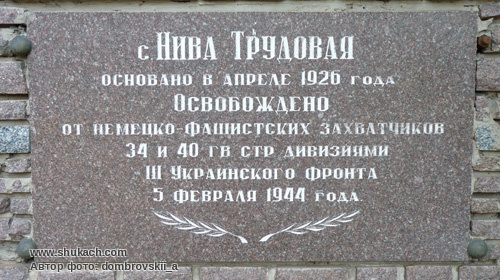 с. Нива Трудовая
основано в апреле 1926 года
Освобождено
от немецко-фашистских захватчиков
34 и 40 гв стр дивизиями
III Украинского фронта
5 февраля 1944 года.
www.shukach.com
Автор фото: dombrovskii_a